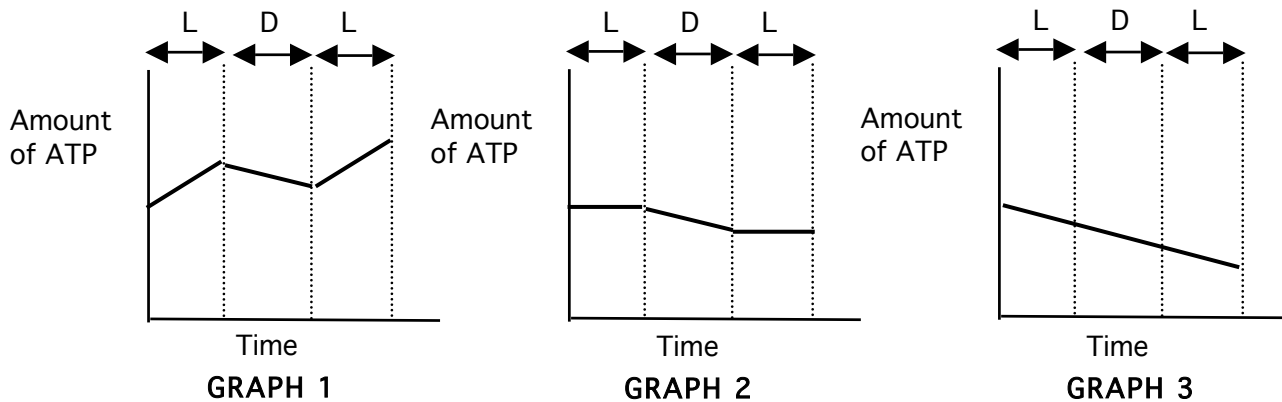 L D L
Amount
of ATP
Time
GRAPH 1
L D L
Amount
of ATP
Time
GRAPH 2
L D L
Amount
of ATP
Time
GRAPH 3